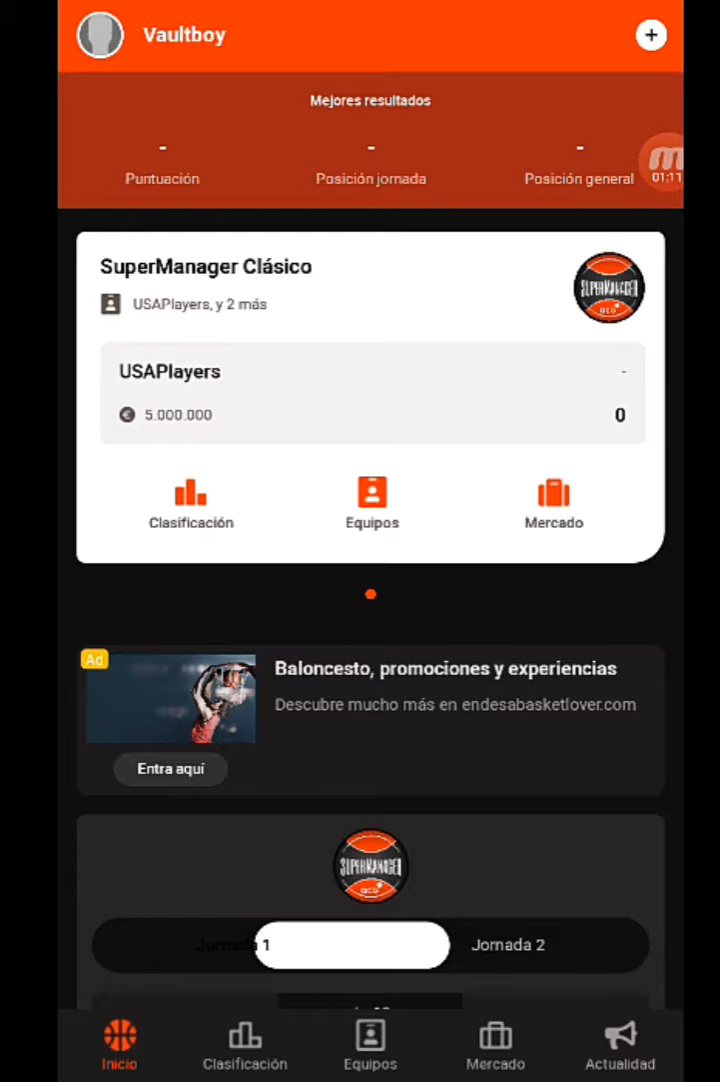 Vaultboy
Mejores resultados
- - -
Puntuación Posición jornada Posición general
01:11
SuperManager Clásico
USAPlayers, y 2 más
SUPERMANAGER
acb
USAPlayers -
5.000.000 0
Clasificación Equipos Mercado
Ad
Baloncesto, promociones y experiencias
Descubre mucho más en endesabasketlover.com
Entra aquí
SUPERMANAGER
acb
Jornada 1 Jornada 2
Inicio Clasificación Equipos Mercado Actualidad